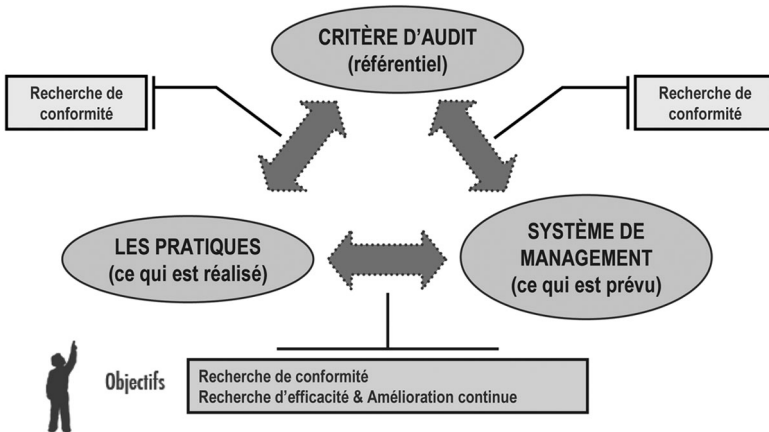 CRITÈRE D'AUDIT
(référentiel)
Recherche de
conformité
Recherche de
conformité
LES PRATIQUES
(ce qui est réalisé)
SYSTÈME DE
MANAGEMENT
(ce qui est prévu)
Objectifs
Recherche de conformité
Recherche d'efficacité & Amélioration continue